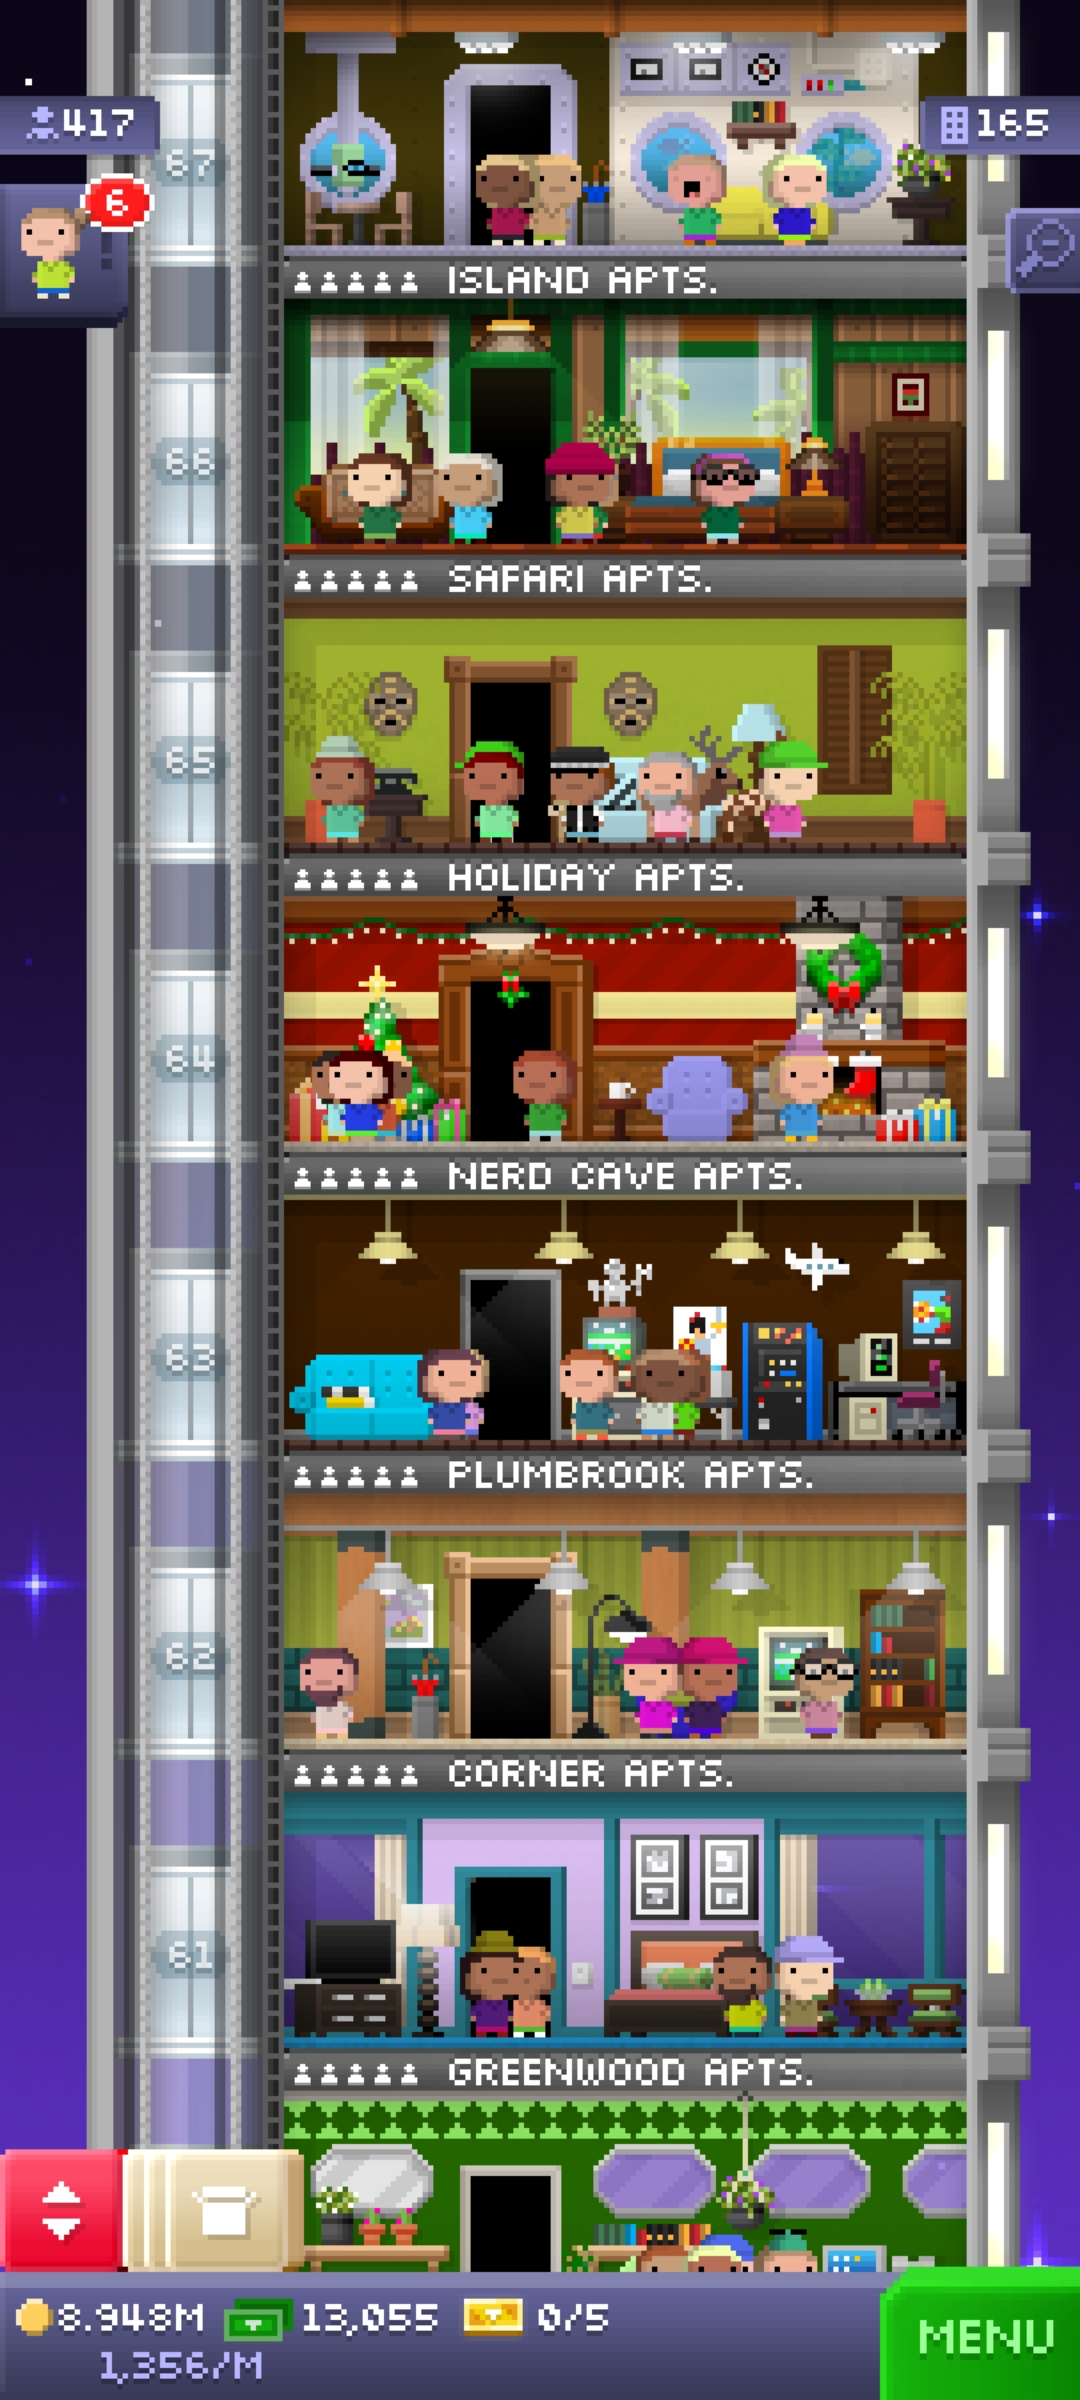 417
165
67
6
ISLAND APTS.
66
SAFARI APTS.
65
HOLIDAY APTS.
64
NERD CAVE APTS.
63
PLUMBROOK APTS.
62
CORNER APTS.
61
GREENWOOD APTS.
8.948M 13,055 0/5
1,356/M
MENU